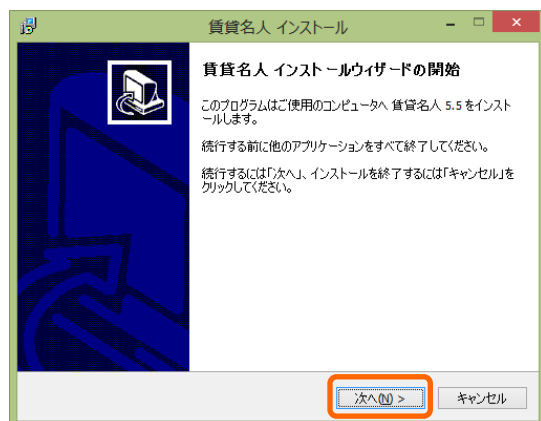 賃貸名人 インストール
賃貸名人 インストールウィザードの開始
このプログラムはご使用のコンピュータへ 賃貸名人 5.5 をインスト
ールします。
続行する前に他のアプリケーションをすべて終了してください。
続行するには「次へ」、インストールを終了するには「キャンセル」を
クリックしてください。
次へ(N) >
キャンセル